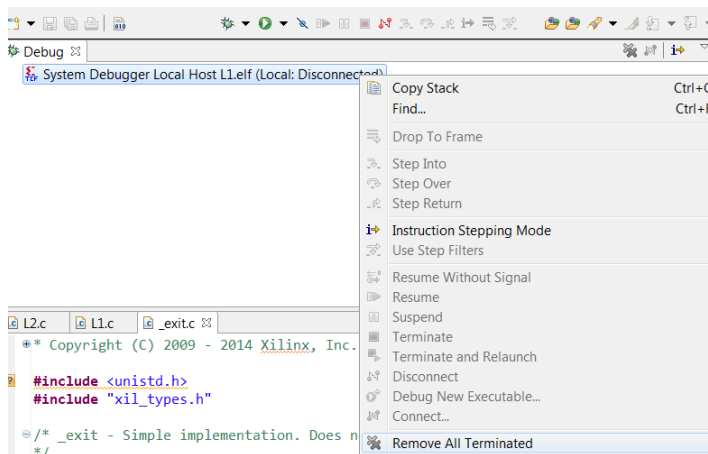 Debug
System Debugger Local Host L1.elf (Local: Disconnected)
Copy Stack Ctrl+C
Find... Ctrl+F
Drop To Frame
Step Into
Step Over
Step Return
Instruction Stepping Mode
Use Step Filters
Resume Without Signal
Resume
Suspend
Terminate
Terminate and Relaunch
Disconnect
Debug New Executable...
Connect...
Remove All Terminated
L2.c L1.c _exit.c
* Copyright (C) 2009 - 2014 Xilinx, Inc.
#include <unistd.h>
#include "xil_types.h"
/* _exit - Simple implementation. Does
*/